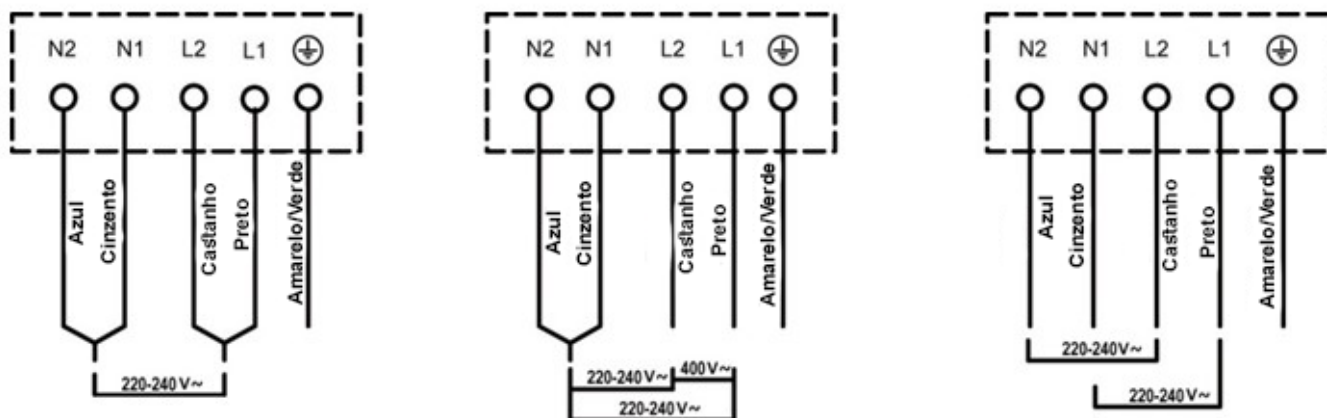 N2 N1 L2 L1
Azul
Cinzento
Castanho
Preto
Amarelo/Verde
220-240V~
N2 N1 L2 L1
Azul
Cinzento
Castanho
Preto
Amarelo/Verde
220-240V~ 400V~
220-240V~
N2 N1 L2 L1
Azul
Cinzento
Castanho
Preto
Amarelo/Verde
220-240V~
220-240V~